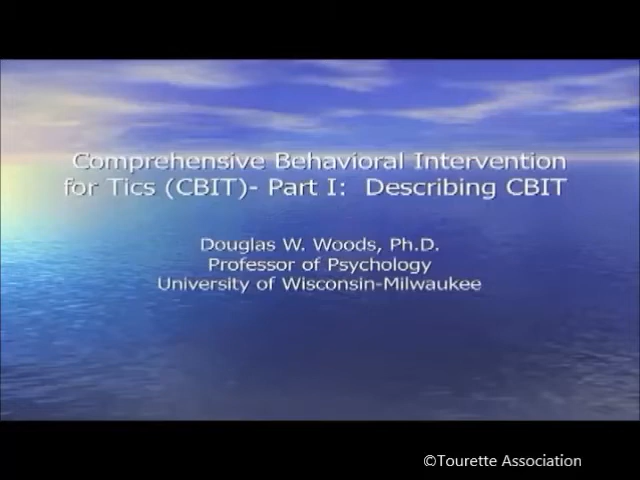 Comprehensive Behavioral Intervention
for Tics (CBIT)- Part I:  Describing CBIT
Douglas W. Woods, Ph.D.
Professor of Psychology
University of Wisconsin-Milwaukee
©Tourette Association